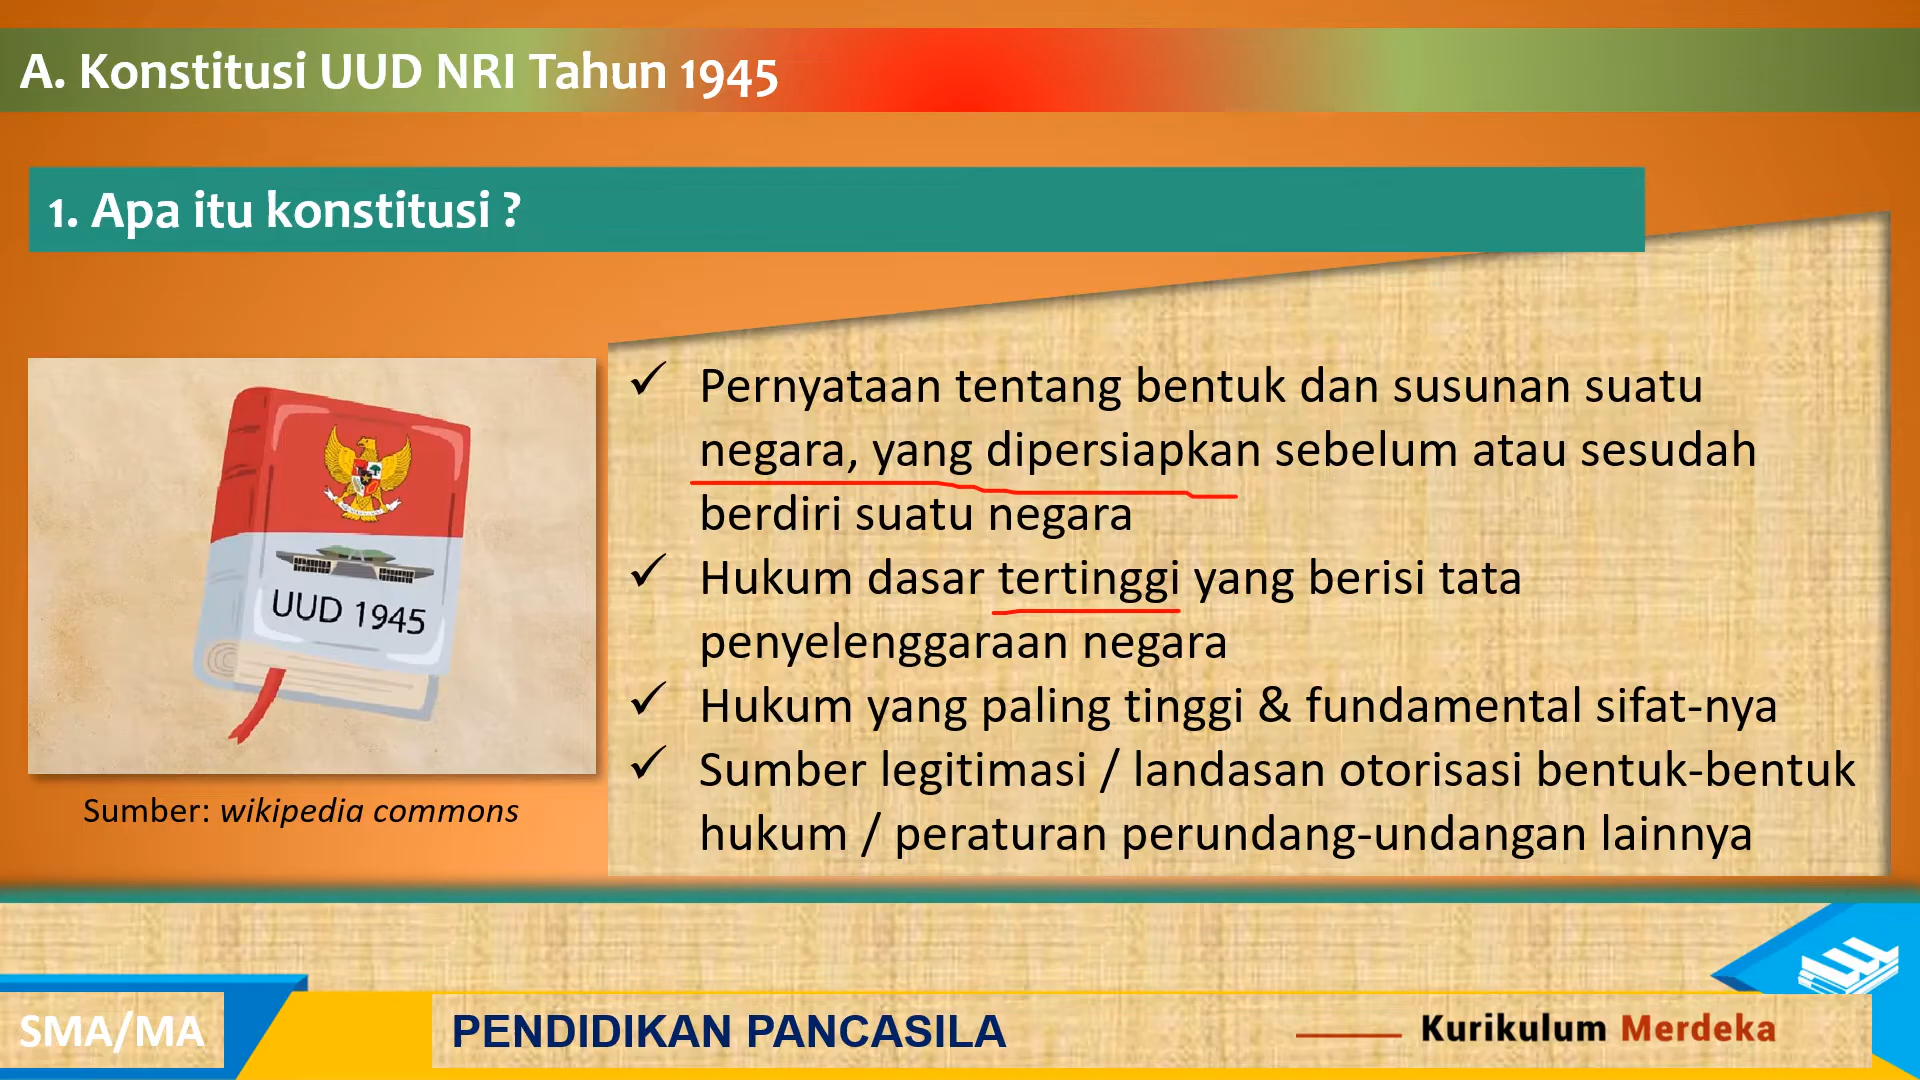 A. Konstitusi UUD NRI Tahun 1945
1. Apa itu konstitusi ?
UUD 1945
Sumber: wikipedia commons
✓ Pernyataan tentang bentuk dan susunan suatu
negara, yang dipersiapkan sebelum atau sesudah
berdiri suatu negara
✓ Hukum dasar tertinggi yang berisi tata
penyelenggaraan negara
✓ Hukum yang paling tinggi & fundamental sifat-nya
✓ Sumber legitimasi / landasan otorisasi bentuk-bentuk
hukum / peraturan perundang-undangan lainnya
SMA/MA
PENDIDIKAN PANCASILA
Kurikulum Merdeka